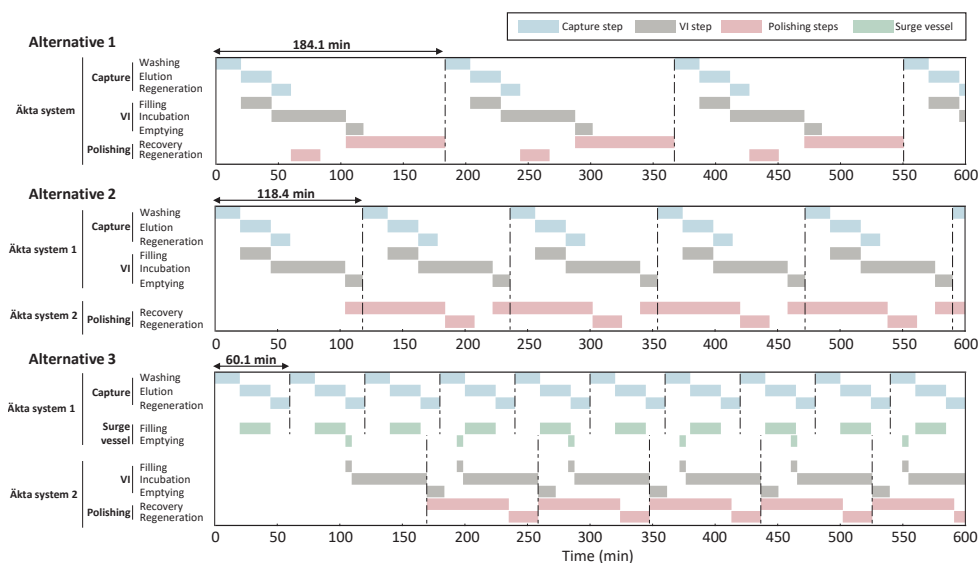 Capture step VI step Polishing steps Surge vessel
Alternative 1
184.1 min
Äkta system
Capture
Washing
Elution
Regeneration
VI
Filling
Incubation
Emptying
Polishing
Recovery
Regeneration
0 50 100 150 200 250 300 350 400 450 500 550 600
Alternative 2
118.4 min
Äkta system 1
Capture
Washing
Elution
Regeneration
VI
Filling
Incubation
Emptying
Äkta system 2
Polishing
Recovery
Regeneration
0 50 100 150 200 250 300 350 400 450 500 550 600
Alternative 3
60.1 min
Äkta system 1
Capture
Washing
Elution
Regeneration
Surge
vessel
Filling
Emptying
Äkta system 2
VI
Filling
Incubation
Emptying
Polishing
Recovery
Regeneration
0 50 100 150 200 250 300 350 400 450 500 550 600
Time (min)